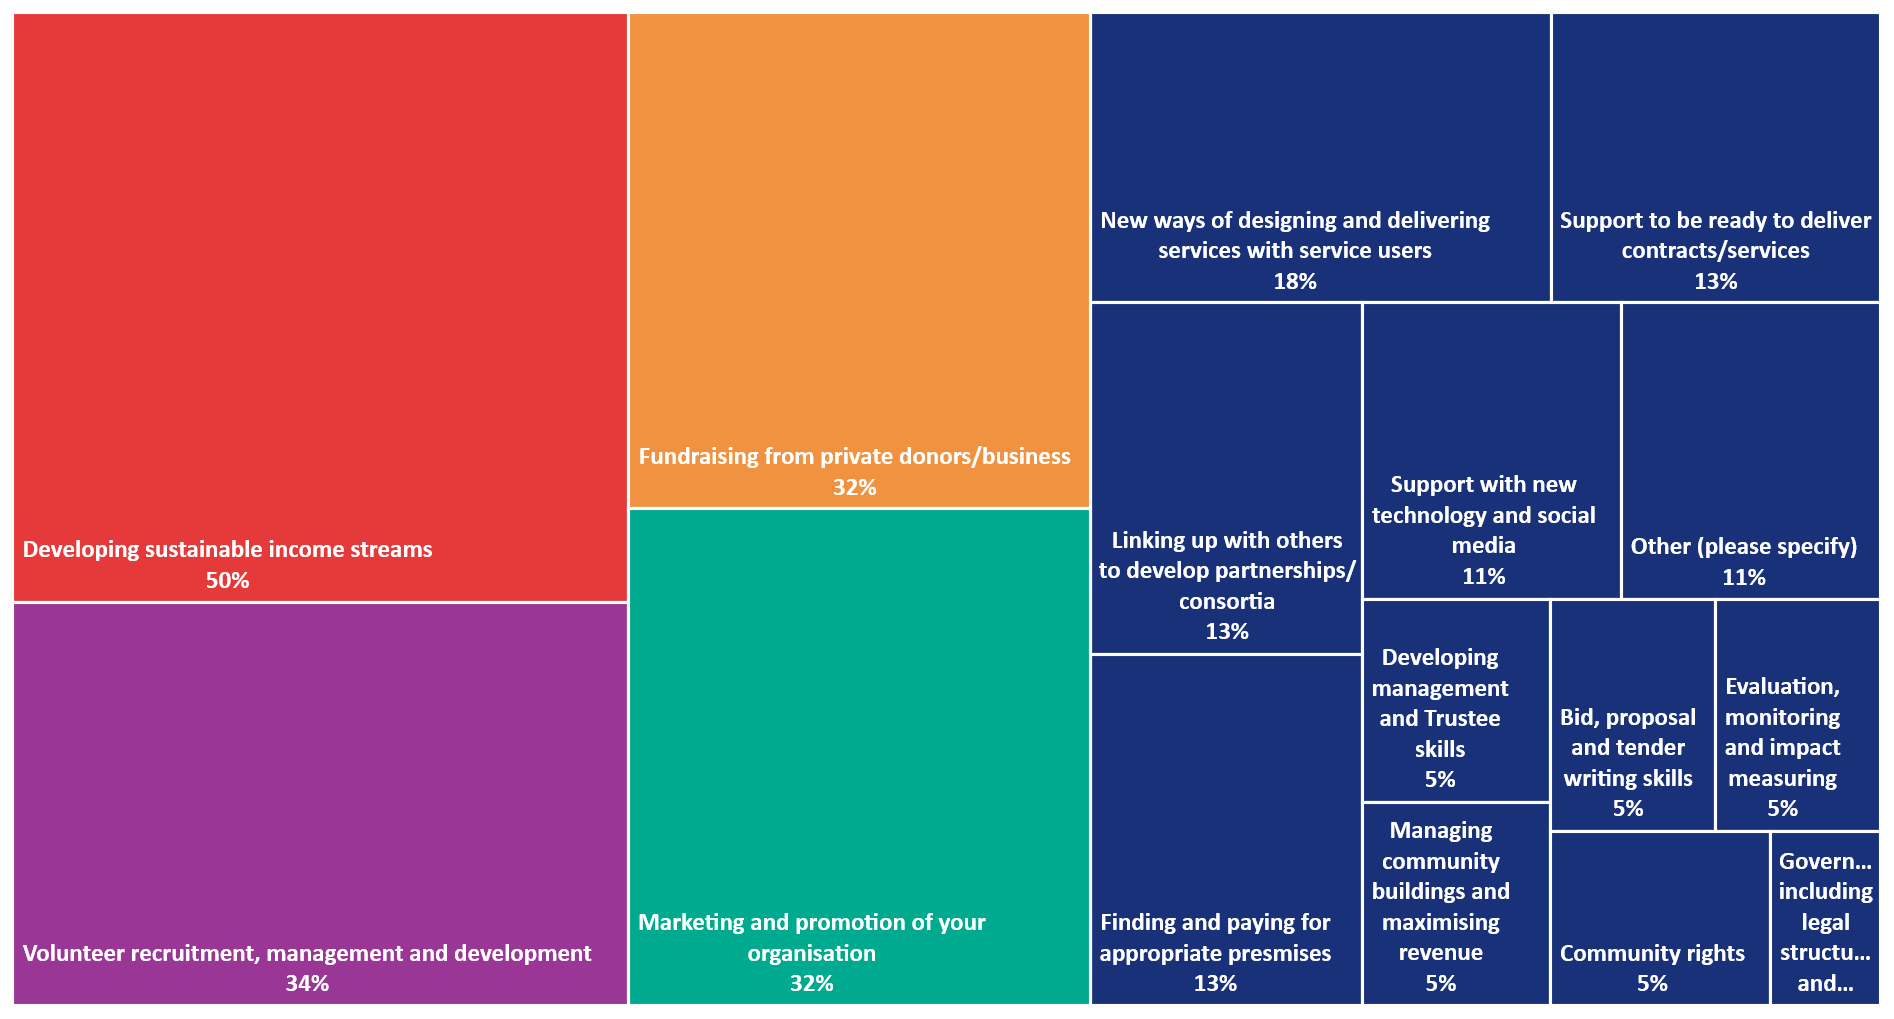 Developing sustainable income streams
50%
Volunteer recruitment, management and development
34%
Fundraising from private donors/business
32%
Marketing and promotion of your
organisation
32%
New ways of designing and delivering
services with service users
18%
Support to be ready to deliver
contracts/services
13%
Linking up with others
to develop partnerships/
consortia
13%
Finding and paying for
appropriate presmises
13%
Support with new
technology and social
media
11%
Other (please specify)
11%
Developing
management
and Trustee
skills
5%
Managing
community
buildings and
maximising
revenue
5%
Bid, proposal
and tender
writing skills
5%
Evaluation,
monitoring
and impact
measuring
5%
Community rights
5%
Govern...
including
legal
structu...
and...